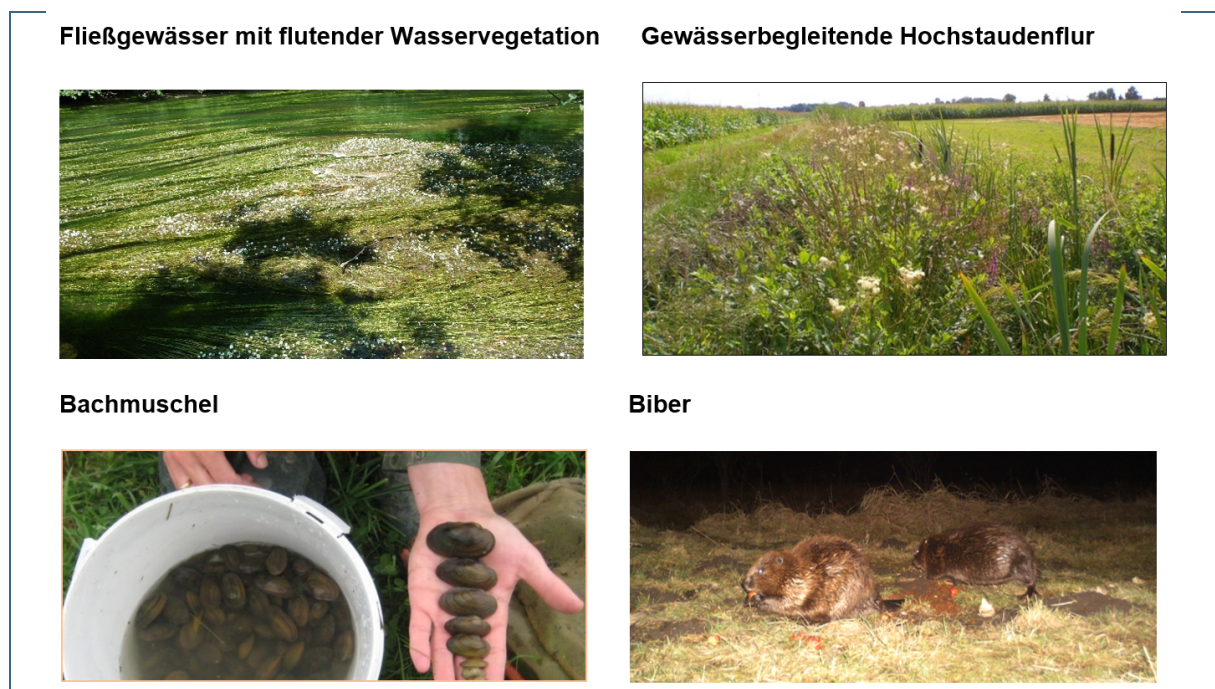 Fließgewässer mit flutender Wasservegetation
Gewässerbegleitende Hochstaudenflur
Bachmuschel
Biber